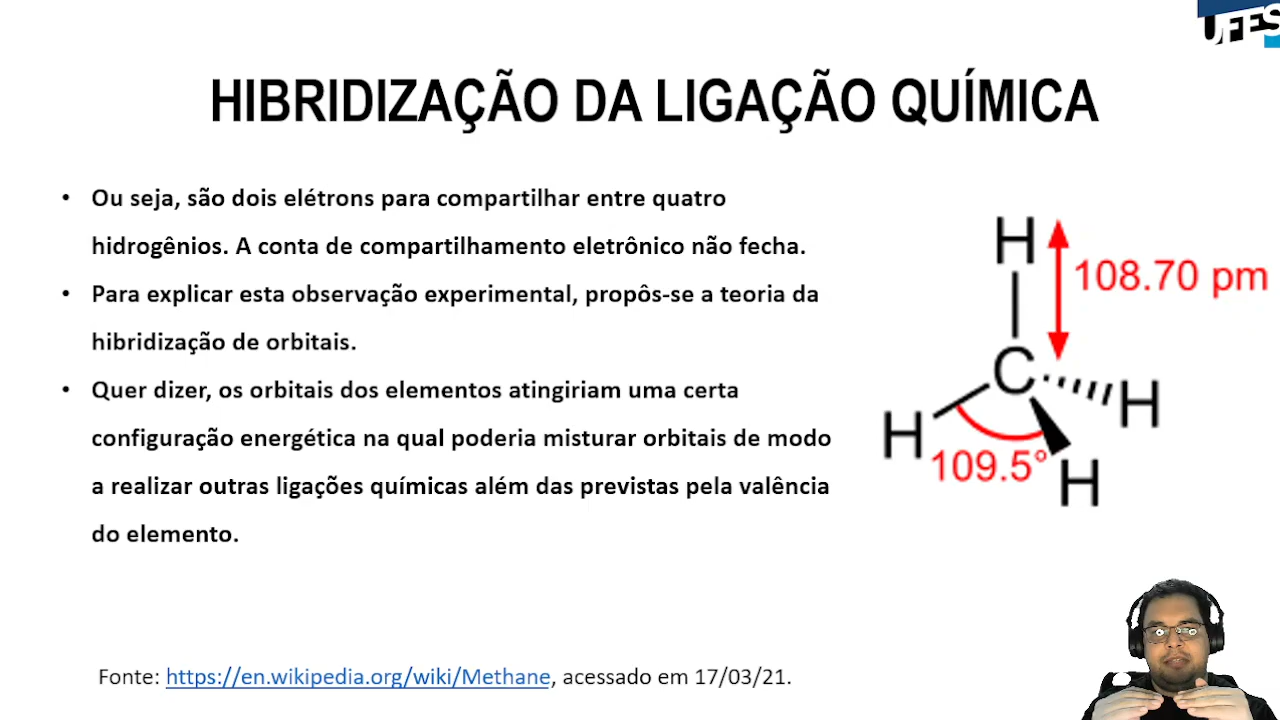 UFES
HIBRIDIZAÇÃO DA LIGAÇÃO QUÍMICA
• Ou seja, são dois elétrons para compartilhar entre quatro
hidrogênios. A conta de compartilhamento eletrônico não fecha.
• Para explicar esta observação experimental, propôs-se a teoria da
hibridização de orbitais.
• Quer dizer, os orbitais dos elementos atingiriam uma certa
configuração energética na qual poderia misturar orbitais de modo
a realizar outras ligações químicas além das previstas pela valência
do elemento.
H
108.70 pm
C
H
H
109.5°
H
Fonte: https://en.wikipedia.org/wiki/Methane, acessado em 17/03/21.